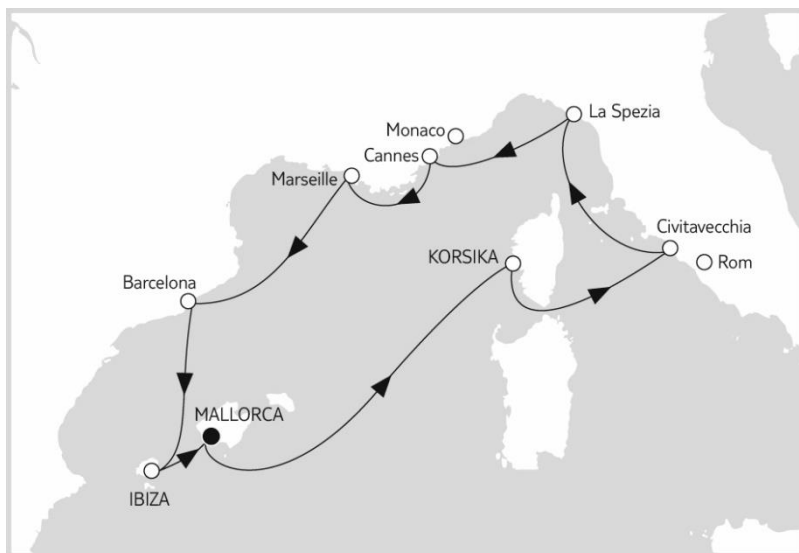 La Spezia
Monaco
Cannes
Marseille
Civitavecchia
KORSIKA
Rom
Barcelona
MALLORCA
IBIZA